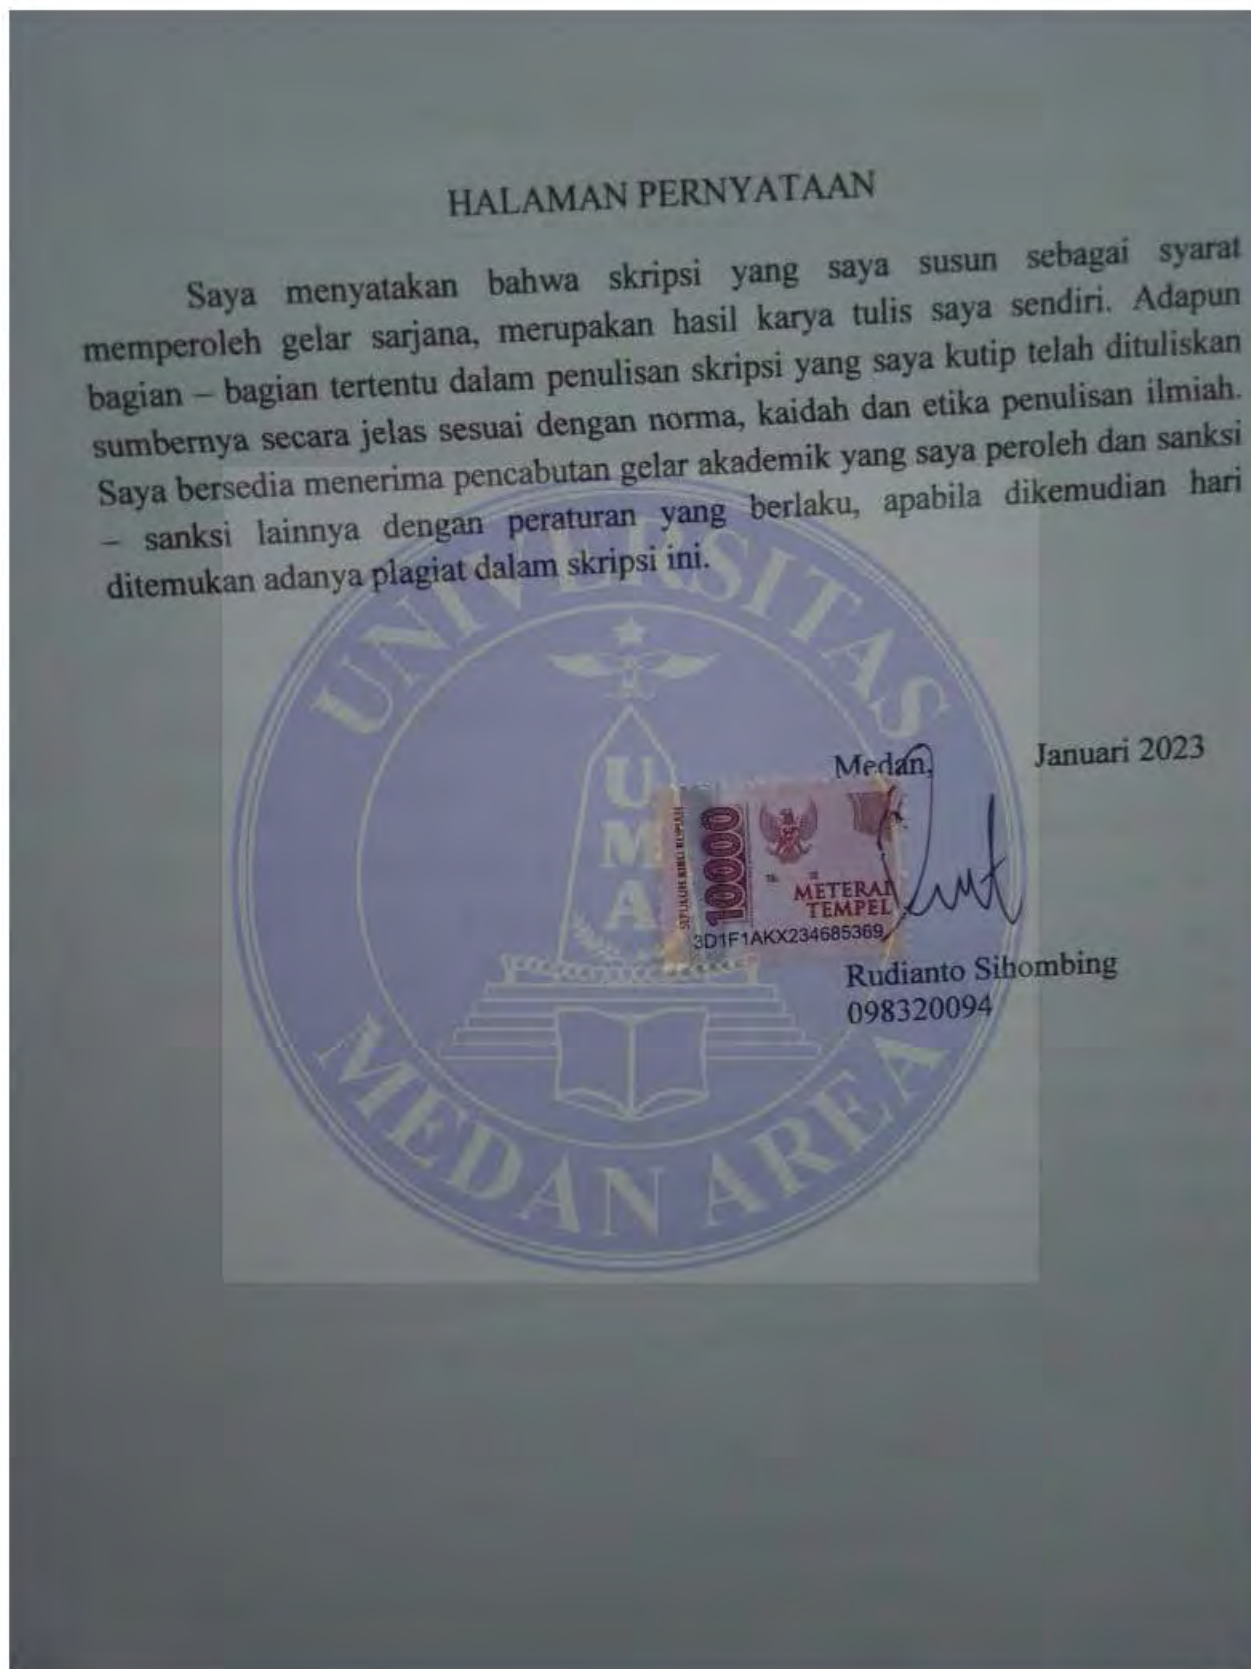 HALAMAN PERNYATAAN
Saya menyatakan bahwa skripsi yang saya susun sebagai syarat
memperoleh gelar sarjana, merupakan hasil karya tulis saya sendiri. Adapun
bagian – bagian tertentu dalam penulisan skripsi yang saya kutip telah dituliskan
sumbernya secara jelas sesuai dengan norma, kaidah dan etika penulisan ilmiah.
Saya bersedia menerima pencabutan gelar akademik yang saya peroleh dan sanksi
– sanksi lainnya dengan peraturan yang berlaku, apabila dikemudian hari
ditemukan adanya plagiat dalam skripsi ini.
UNIVERSITAS
Medan, Januari 2023
UMA
SEPULUH RIBU RUPIAH
10000
METERAI
TEMPEL
3D1F1AKX234685369
Rudianto Sihombing
098320094
MEDAN AREA